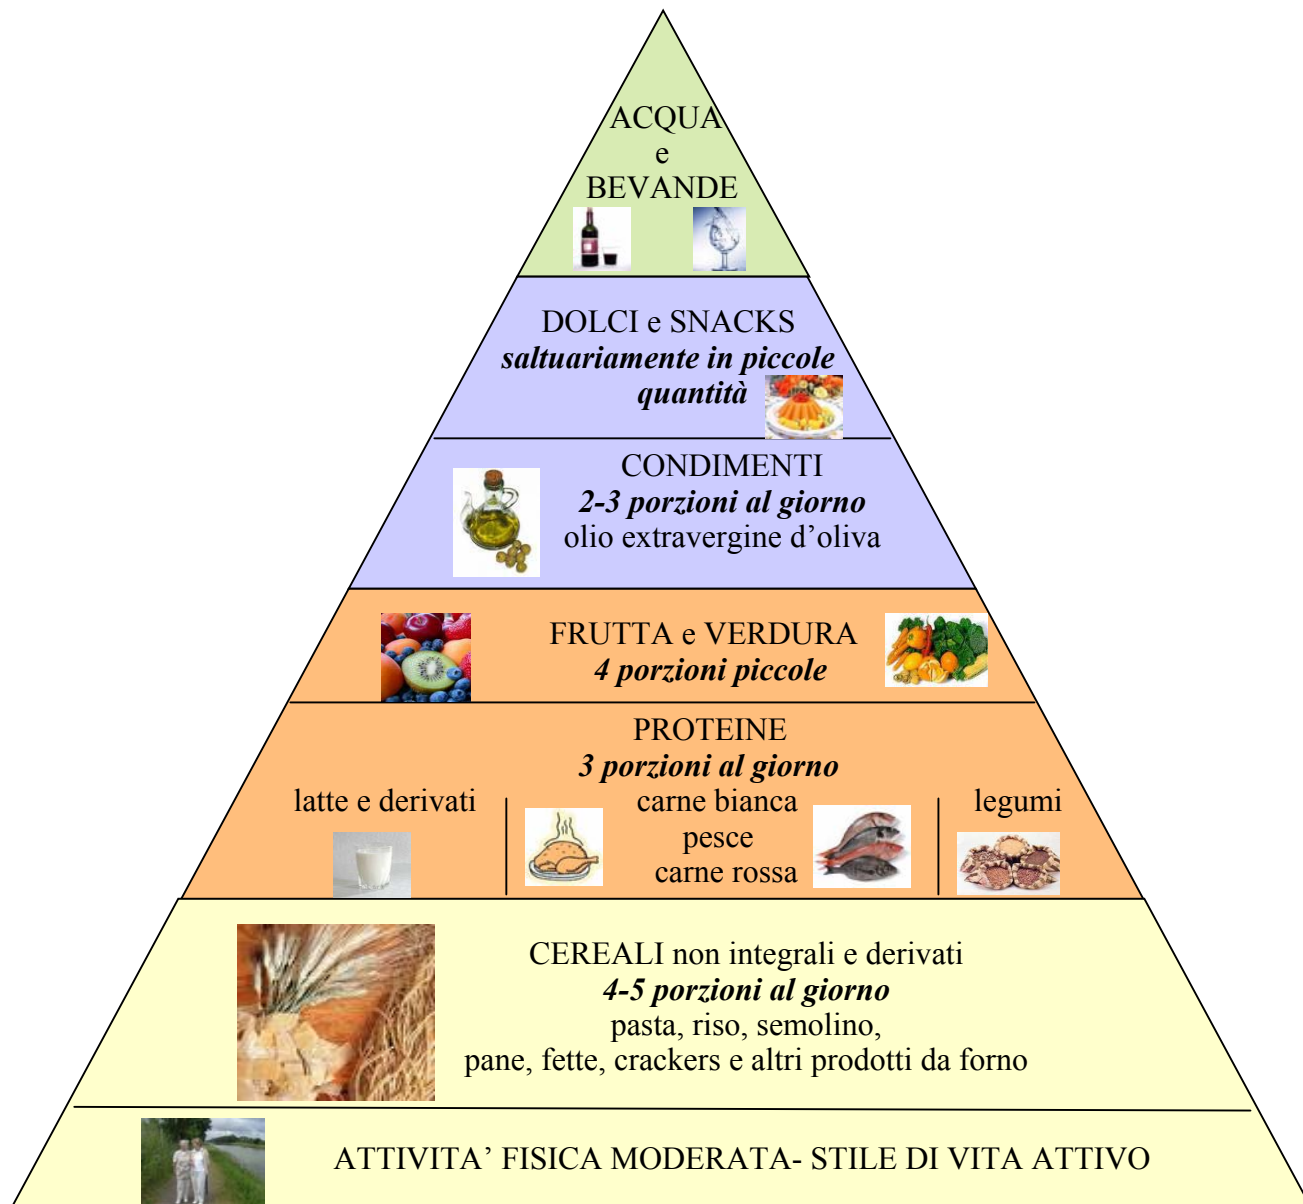 ACQUA
e
BEVANDE
DOLCI e SNACKS
saltuariamente in piccole
quantità
CONDIMENTI
2-3 porzioni al giorno
olio extravergine d’oliva
FRUTTA e VERDURA
4 porzioni piccole
PROTEINE
3 porzioni al giorno
latte e derivati
carne bianca
pesce
carne rossa
legumi
CEREALI non integrali e derivati
4-5 porzioni al giorno
pasta, riso, semolino,
pane, fette, crackers e altri prodotti da forno
ATTIVITA’ FISICA MODERATA- STILE DI VITA ATTIVO